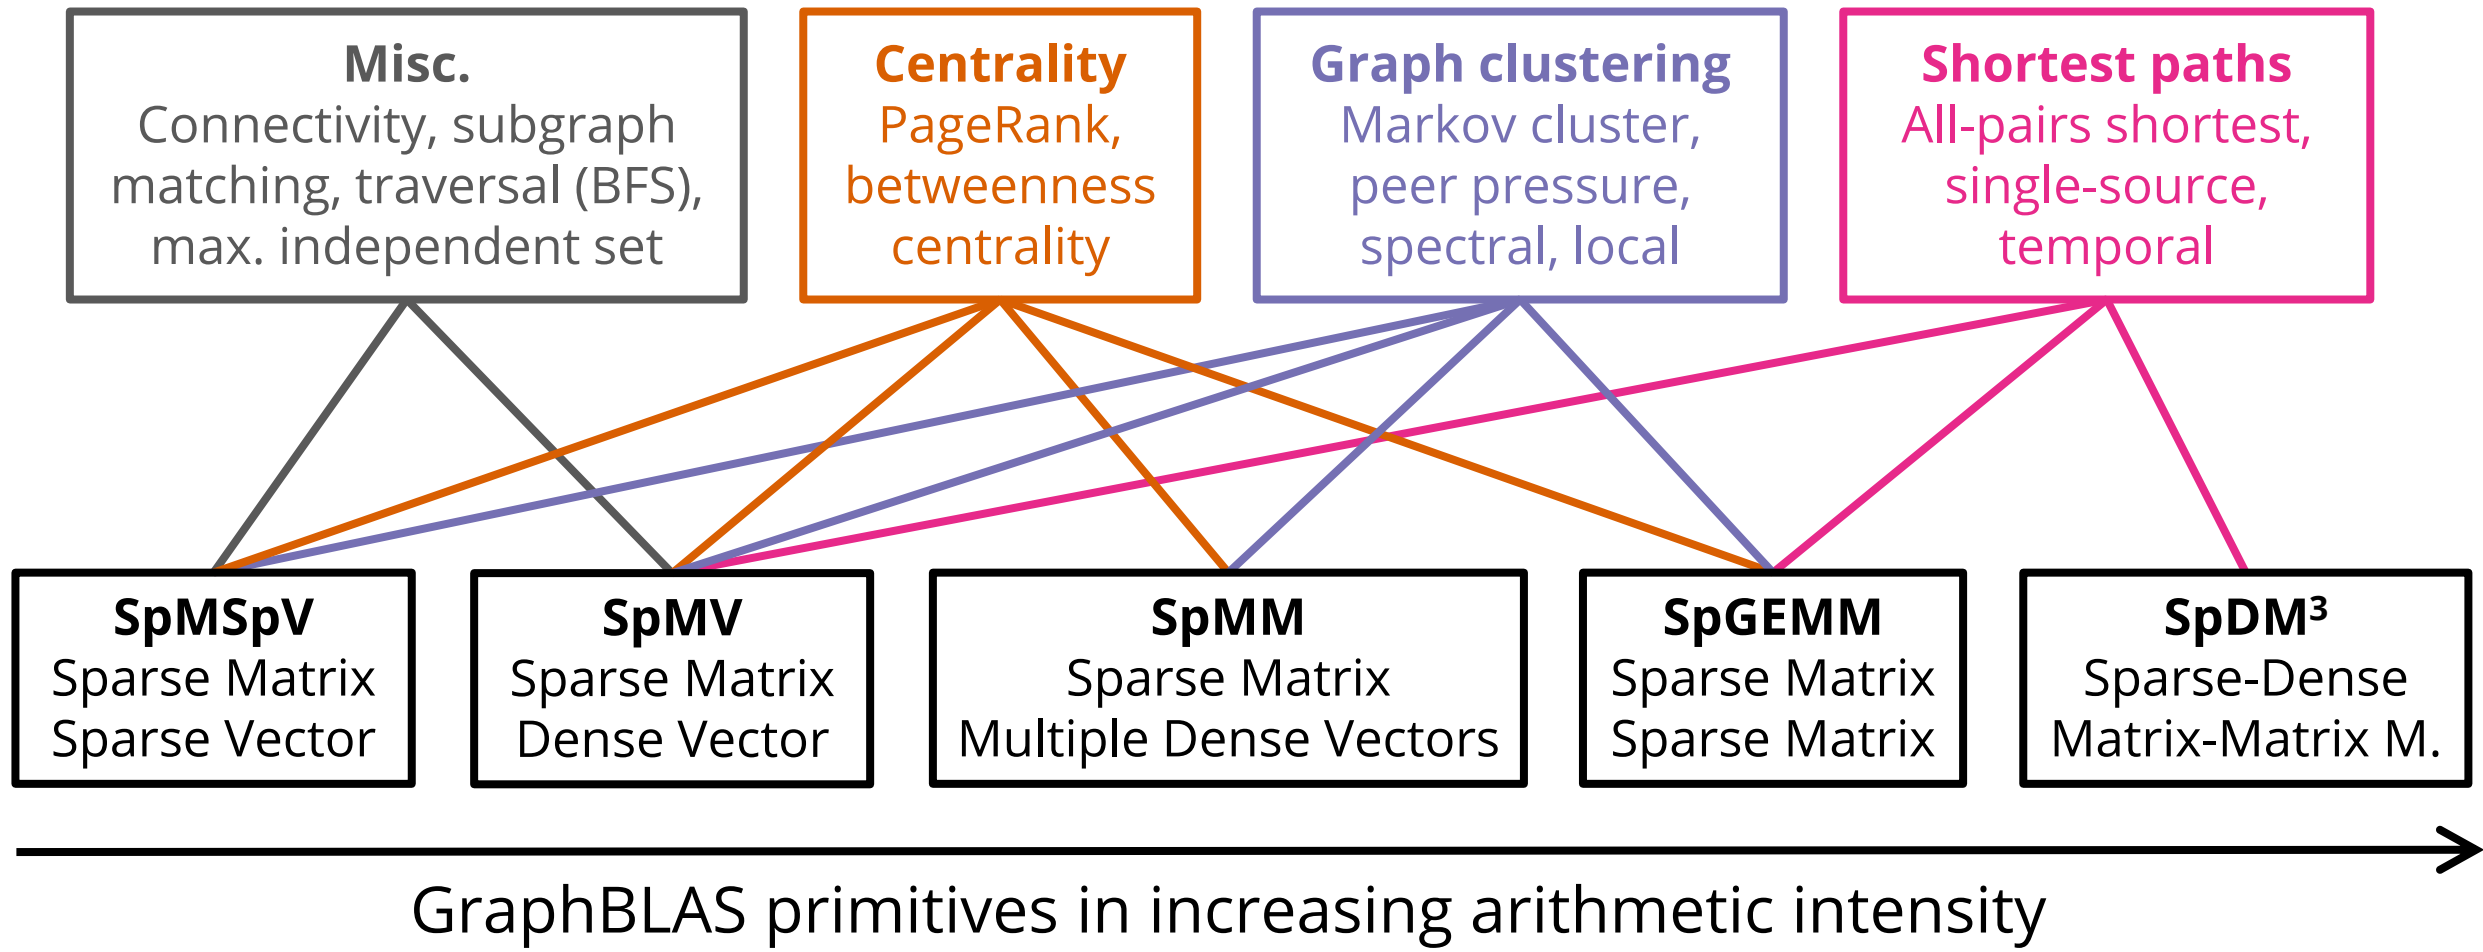 Misc.
Connectivity, subgraph
matching, traversal (BFS),
max. independent set
Centrality
PageRank,
betweenness
centrality
Graph clustering
Markov cluster,
peer pressure,
spectral, local
Shortest paths
All-pairs shortest,
single-source,
temporal
SpMSpV
Sparse Matrix
Sparse Vector
SpMV
Sparse Matrix
Dense Vector
SpMM
Sparse Matrix
Multiple Dense Vectors
SpGEMM
Sparse Matrix
Sparse Matrix
SpDM³
Sparse-Dense
Matrix-Matrix M.
GraphBLAS primitives in increasing arithmetic intensity